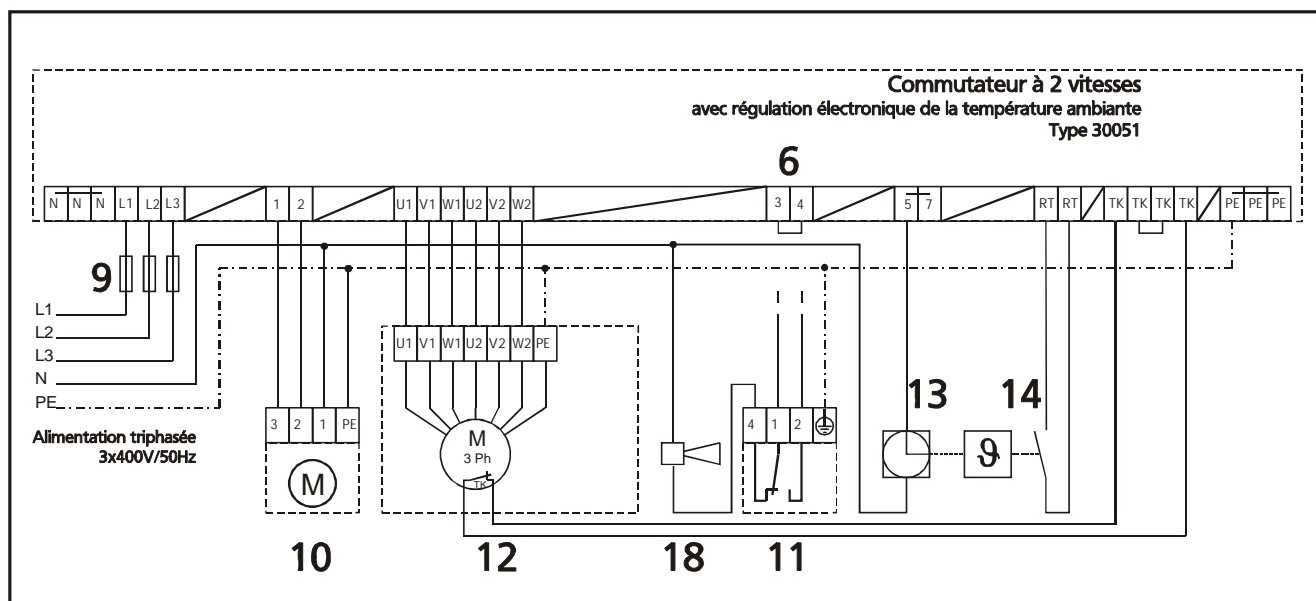 Commutateur à 2 vitesses
avec régulation électronique de la température ambiante
Type 30051
6
N N N L1 L2 L3 1 2 U1 V1 W1 U2 V2 W2 3 4 5 7 RT RT TK TK TK TK PE PE PE
9
L1
L2
L3
N
PE
Alimentation triphasée
3x400V/50Hz
U1 V1 W1 U2 V2 W2 PE
13 14
3 2 1 PE
4 1 2
M
3 Ph
TK
ϑ
M
10 12 18 11